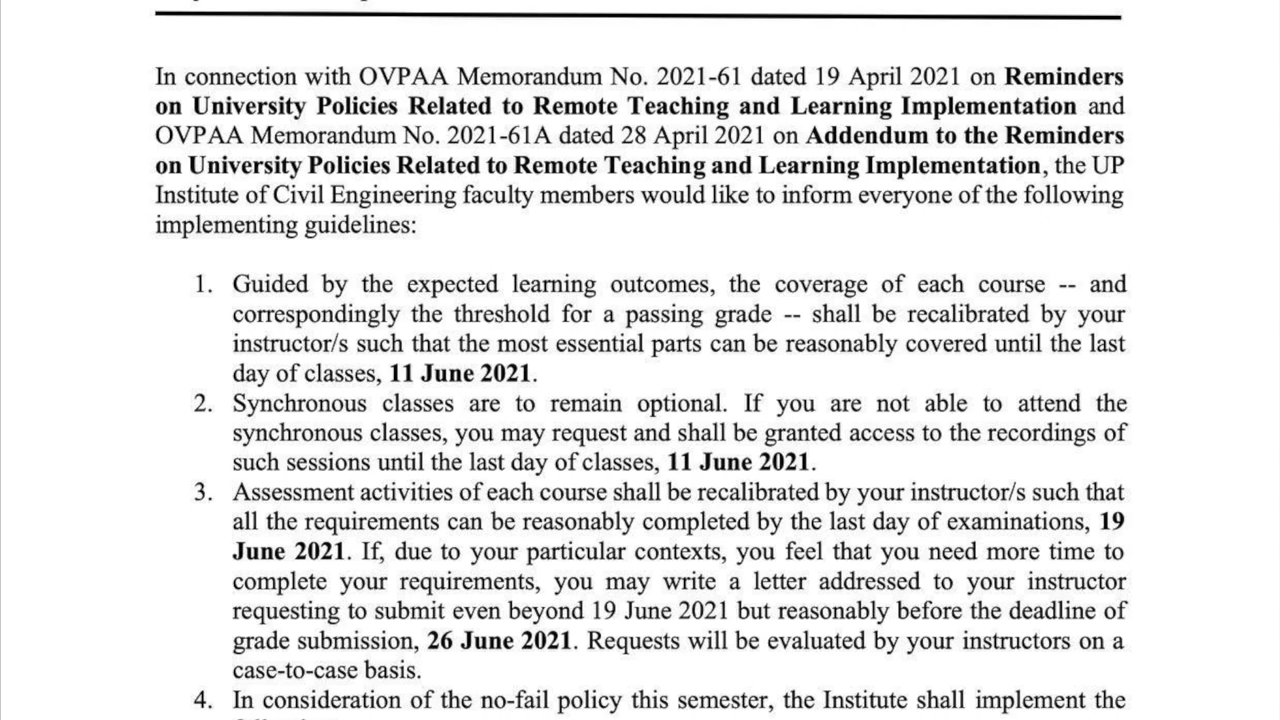 In connection with OVPAA Memorandum No. 2021-61 dated 19 April 2021 on Reminders
on University Policies Related to Remote Teaching and Learning Implementation and
OVPAA Memorandum No. 2021-61A dated 28 April 2021 on Addendum to the Reminders
on University Policies Related to Remote Teaching and Learning Implementation, the UP
Institute of Civil Engineering faculty members would like to inform everyone of the following
implementing guidelines:
1. Guided by the expected learning outcomes, the coverage of each course -- and
correspondingly the threshold for a passing grade -- shall be recalibrated by your
instructor/s such that the most essential parts can be reasonably covered until the last
day of classes, 11 June 2021.
2. Synchronous classes are to remain optional. If you are not able to attend the
synchronous classes, you may request and shall be granted access to the recordings of
such sessions until the last day of classes, 11 June 2021.
3. Assessment activities of each course shall be recalibrated by your instructor/s such that
all the requirements can be reasonably completed by the last day of examinations, 19
June 2021. If, due to your particular contexts, you feel that you need more time to
complete your requirements, you may write a letter addressed to your instructor
requesting to submit even beyond 19 June 2021 but reasonably before the deadline of
grade submission, 26 June 2021. Requests will be evaluated by your instructors on a
case-to-case basis.
4. In consideration of the no-fail policy this semester, the Institute shall implement the